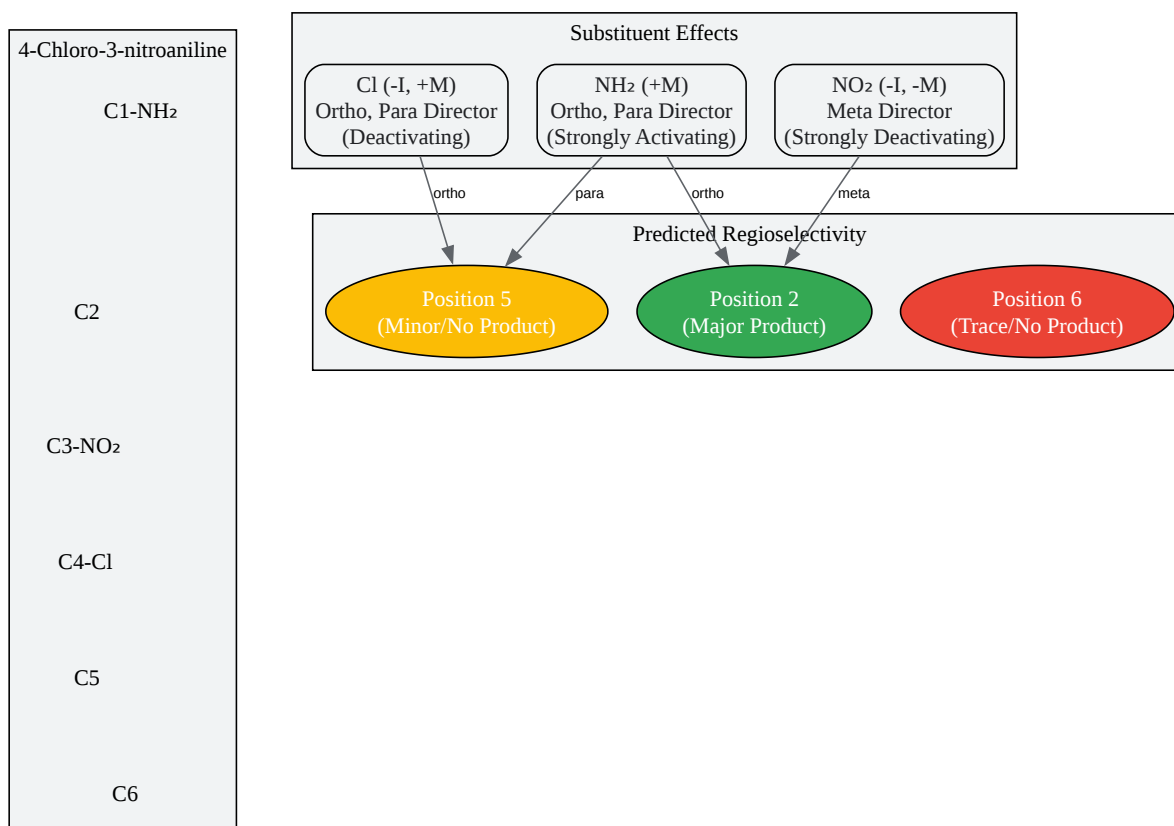 4-Chloro-3-nitroaniline
C1-NH₂
C2
C3-NO₂
C4-Cl
C5
C6
Substituent Effects
Cl (-I, +M)
Ortho, Para Director
(Deactivating)
NH₂ (+M)
Ortho, Para Director
(Strongly Activating)
NO₂ (-I, -M)
Meta Director
(Strongly Deactivating)
ortho
para
ortho
meta
Predicted Regioselectivity
Position 5
(Minor/No Product)
Position 2
(Major Product)
Position 6
(Trace/No Product)